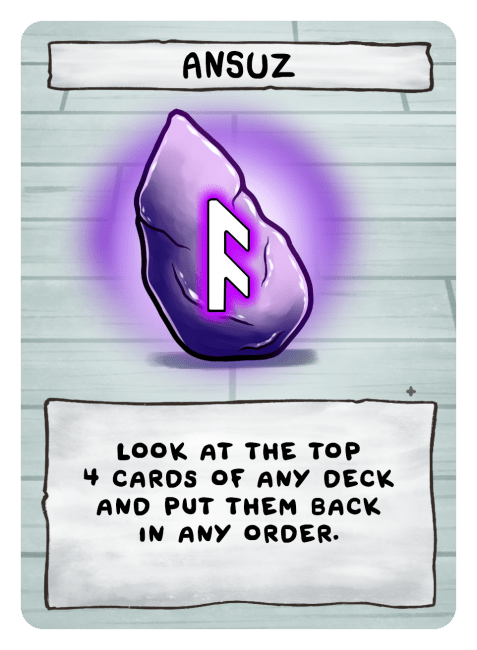 ANSUZ
ᚨ
LOOK AT THE TOP
4 CARDS OF ANY DECK
AND PUT THEM BACK
IN ANY ORDER.